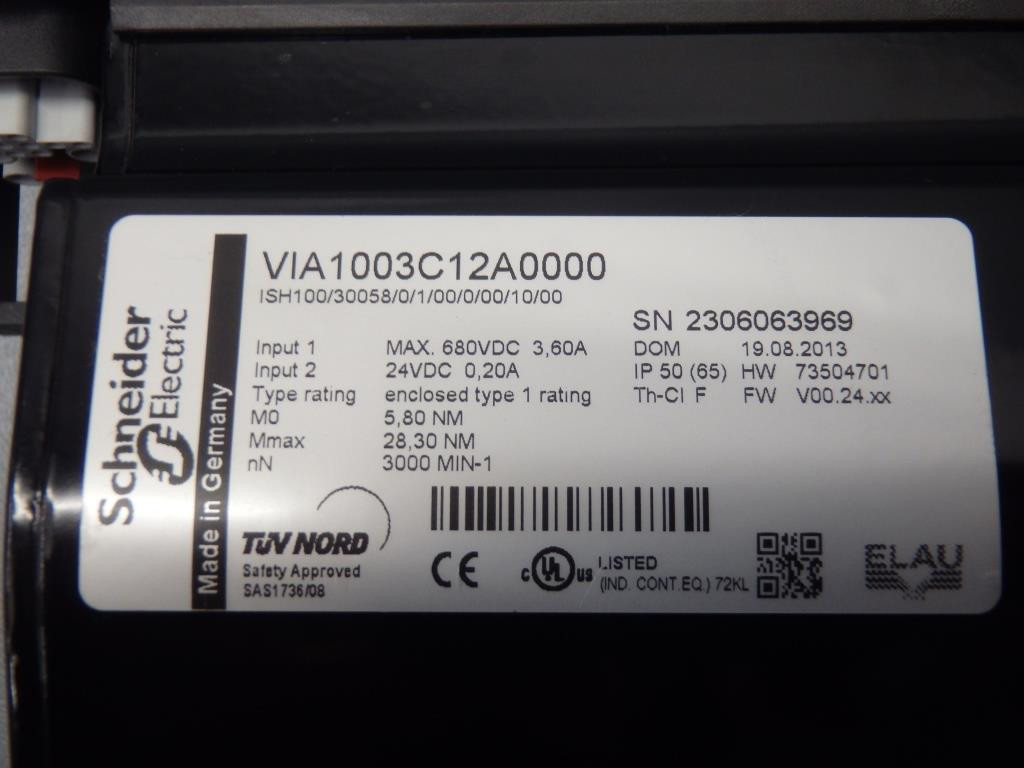 Schneider
Electric
Made in Germany
VIA1003C12A0000
ISH100/30058/0/1/00/0/00/10/00
SN 2306063969
Input 1 MAX. 680VDC 3,60A DOM 19.08.2013
Input 2 24VDC 0,20A IP 50 (65) HW 73504701
Type rating enclosed type 1 rating Th-Cl F FW V00.24.xx
M0 5,80 NM
Mmax 28,30 NM
nN 3000 MIN-1
TÜV NORD
Safety Approved
SAS1736/08
CE
c UL us LISTED
(IND. CONT.EQ.) 72KL
ELAU